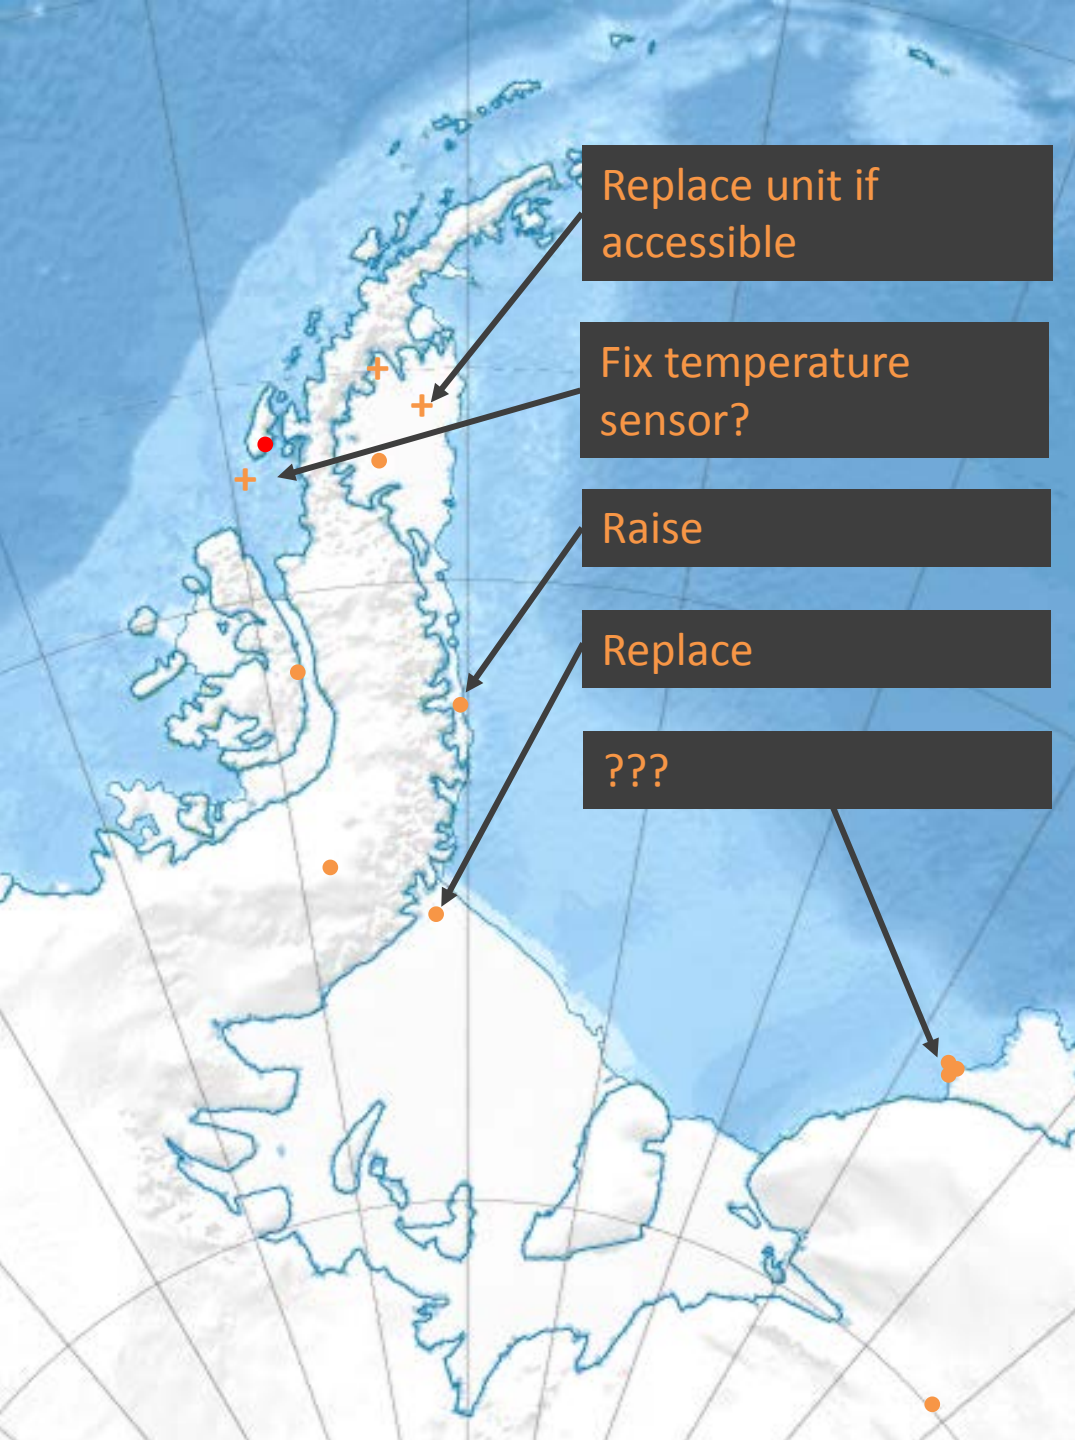 Replace unit if
accessible
Fix temperature
sensor?
Raise
Replace
???